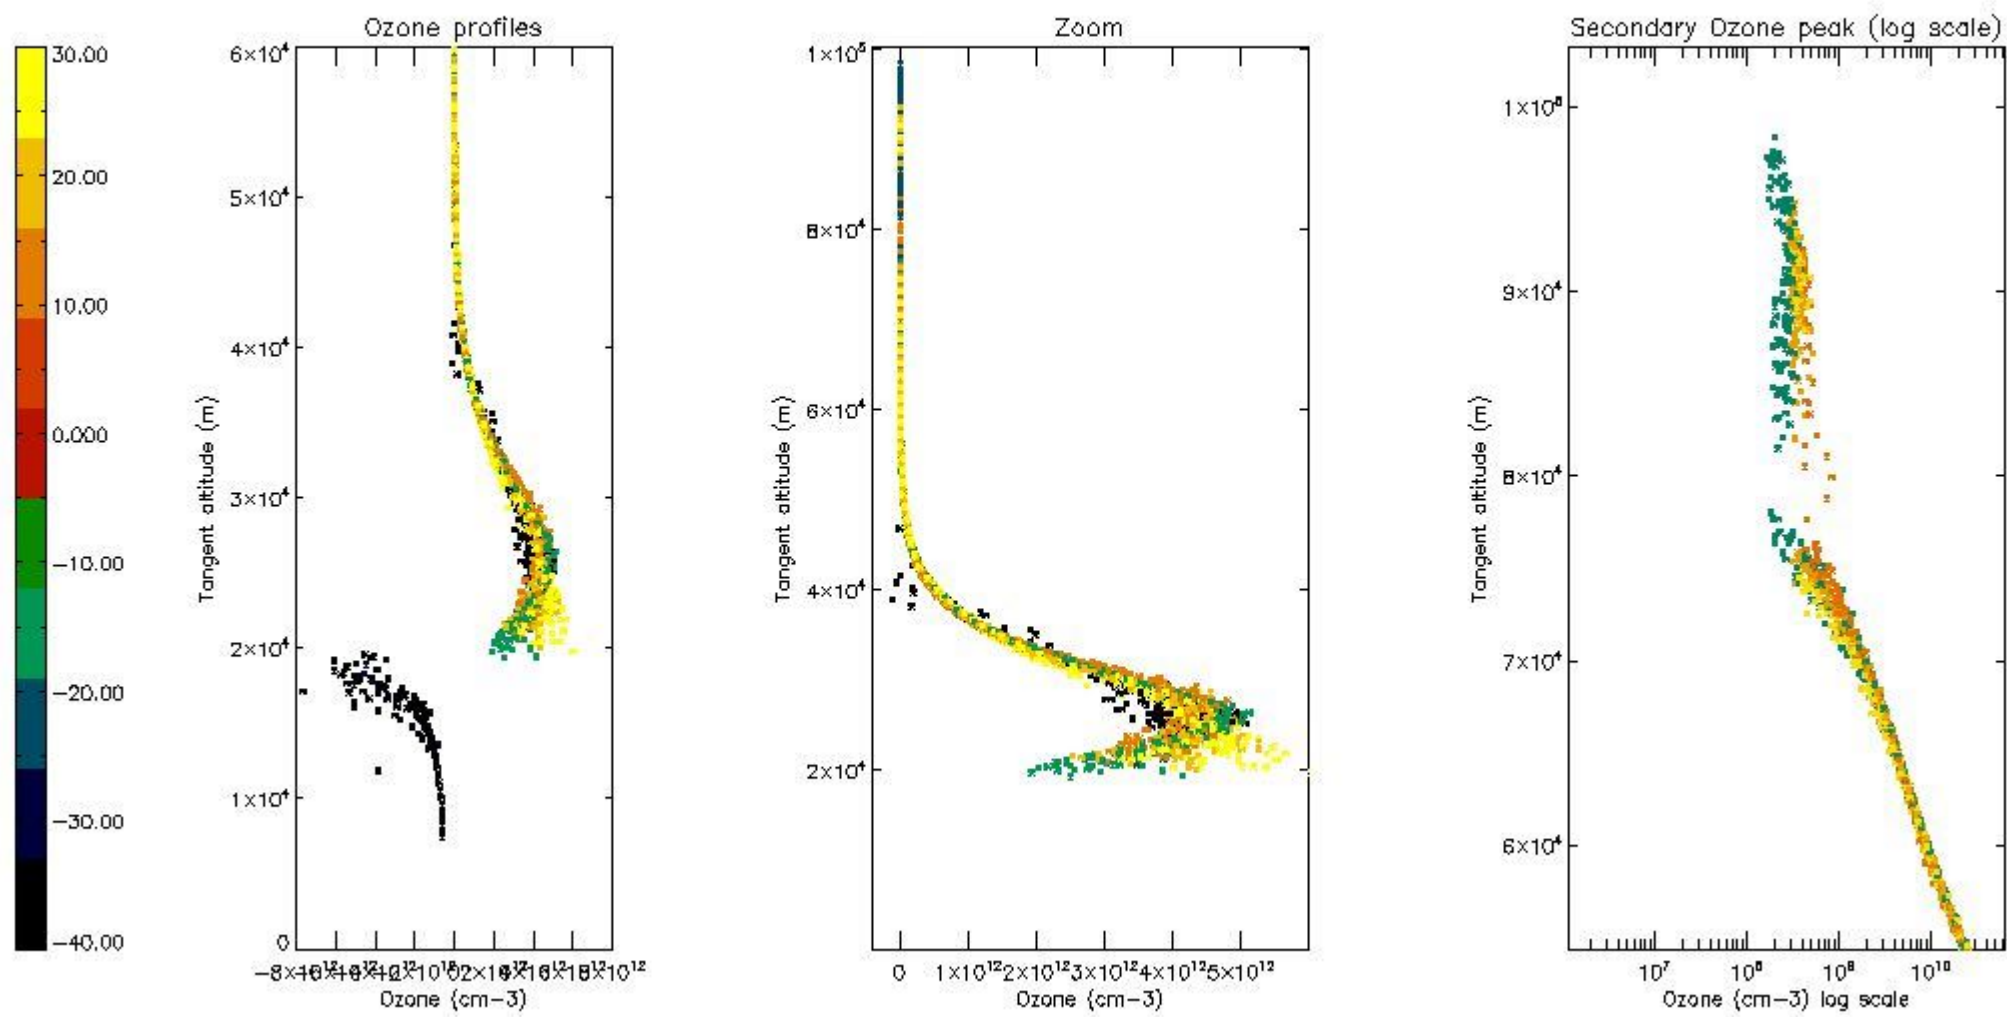 Ozone profiles
Zoom
Secondary Ozone peak (log scale)
30.00
20.00
10.00
0.000
−10.00
−20.00
−30.00
−40.00
Tangent altitude (m)
6×10⁴
5×10⁴
4×10⁴
3×10⁴
2×10⁴
1×10⁴
0
Ozone (cm−3)
Tangent altitude (m)
1×10⁵
8×10⁴
6×10⁴
4×10⁴
2×10⁴
0 1×10¹² 2×10¹² 3×10¹² 4×10¹² 5×10¹²
Ozone (cm−3)
Tangent altitude (m)
1×10⁵
9×10⁴
8×10⁴
7×10⁴
6×10⁴
10⁷ 10⁸ 10⁹ 10¹⁰
Ozone (cm−3) log scale